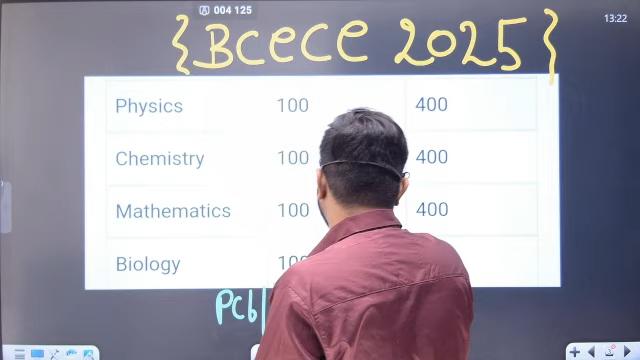 004 125
13:22
{BCECE 2025}
Physics 100 400
Chemistry 100 400
Mathematics 100 400
Biology
PCb